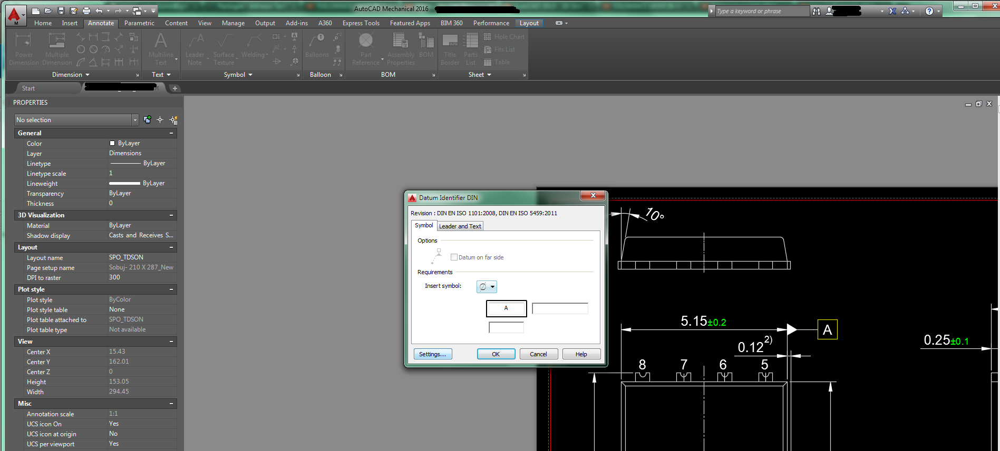 AutoCAD Mechanical 2016
Type a keyword or phrase
M
Home Insert Annotate Parametric Content View Manage Output Add-ins A360 Express Tools Featured Apps BIM 360 Performance Layout
Power Dimension
Multiple Dimension
A
Multiline Text
A
Leader Note
Surface Texture
Welding
1
Balloons
Part Reference
Assembly Properties
BOM
Title Border
Parts List
Hole Chart
Fits List
Table
Dimension Text Symbol Balloon BOM Sheet
Start
PROPERTIES
No selection
General
Color ByLayer
Layer Dimensions
Linetype ByLayer
Linetype scale 1
Lineweight ByLayer
Transparency ByLayer
Thickness 0
3D Visualization
Material ByLayer
Shadow display Casts and Receives S...
Layout
Layout name SPO_TDSON
Page setup name Sobuj- 210 X 287_New
DPI to raster 300
Plot style
Plot style ByColor
Plot style table None
Plot table attached to SPO_TDSON
Plot table type Not available
View
Center X 15.43
Center Y 162.01
Center Z 0
Height 153.05
Width 294.45
Misc
Annotation scale 1:1
UCS icon On Yes
UCS icon at origin No
UCS per viewport Yes
Datum Identifier DIN
Revision : DIN EN ISO 1101:2008, DIN EN ISO 5459:2011
Symbol Leader and Text
Options
Datum on far side
Requirements
Insert symbol: ∅
A
Settings... OK Cancel Help
10°
5.15±0.2
A
0.12 2)
0.25±0.1
8 7 6 5